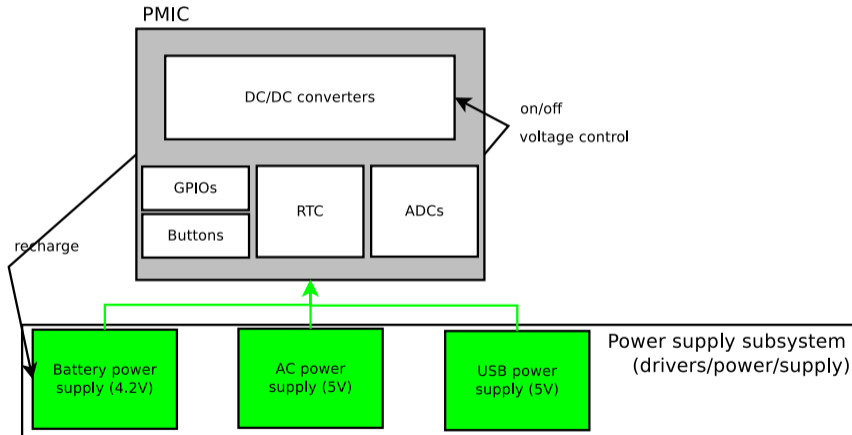 PMIC
DC/DC converters
on/off
voltage control
GPIOs
RTC
ADCs
Buttons
recharge
Power supply subsystem
(drivers/power/supply)
Battery power
supply (4.2V)
AC power
supply (5V)
USB power
supply (5V)